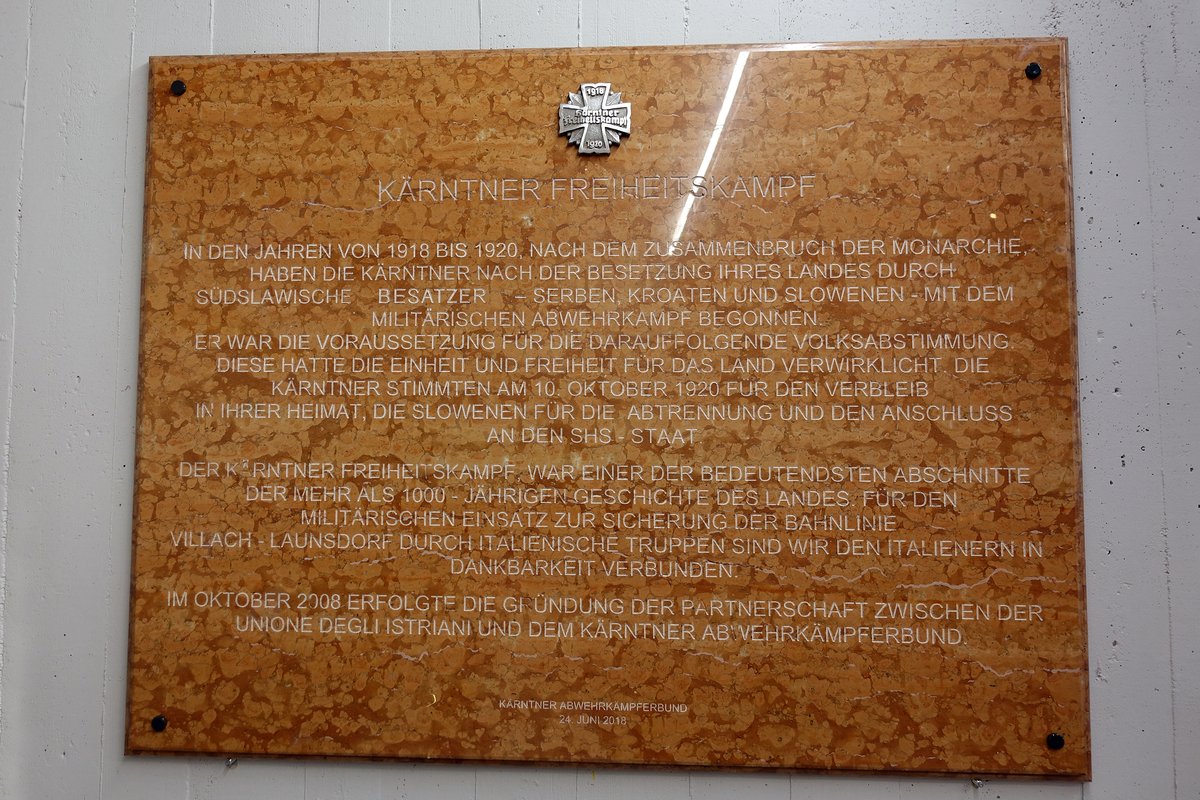 1918
Kärntner
Freiheitskampf
1920
KÄRNTNER FREIHEITSKAMPF
IN DEN JAHREN VON 1918 BIS 1920, NACH DEM ZUSAMMENBRUCH DER MONARCHIE,
HABEN DIE KÄRNTNER NACH DER BESETZUNG IHRES LANDES DURCH
SÜDSLAWISCHE BESATZER – SERBEN, KROATEN UND SLOWENEN - MIT DEM
MILITÄRISCHEN ABWEHRKAMPF BEGONNEN.
ER WAR DIE VORAUSSETZUNG FÜR DIE DARAUFFOLGENDE VOLKSABSTIMMUNG.
DIESE HATTE DIE EINHEIT UND FREIHEIT FÜR DAS LAND VERWIRKLICHT. DIE
KÄRNTNER STIMMTEN AM 10. OKTOBER 1920 FÜR DEN VERBLEIB
IN IHRER HEIMAT, DIE SLOWENEN FÜR DIE ABTRENNUNG UND DEN ANSCHLUSS
AN DEN SHS - STAAT.
DER KÄRNTNER FREIHEITSKAMPF, WAR EINER DER BEDEUTENDSTEN ABSCHNITTE
DER MEHR ALS 1000 - JÄHRIGEN GESCHICHTE DES LANDES. FÜR DEN
MILITÄRISCHEN EINSATZ ZUR SICHERUNG DER BAHNLINIE
VILLACH - LAUNSDORF DURCH ITALIENISCHE TRUPPEN SIND WIR DEN ITALIENERN IN
DANKBARKEIT VERBUNDEN.
IM OKTOBER 2008 ERFOLGTE DIE GRÜNDUNG DER PARTNERSCHAFT ZWISCHEN DER
UNIONE DEGLI ISTRIANI UND DEM KÄRNTNER ABWEHRKÄMPFERBUND.
KÄRNTNER ABWEHRKÄMPFERBUND
24. JUNI 2018